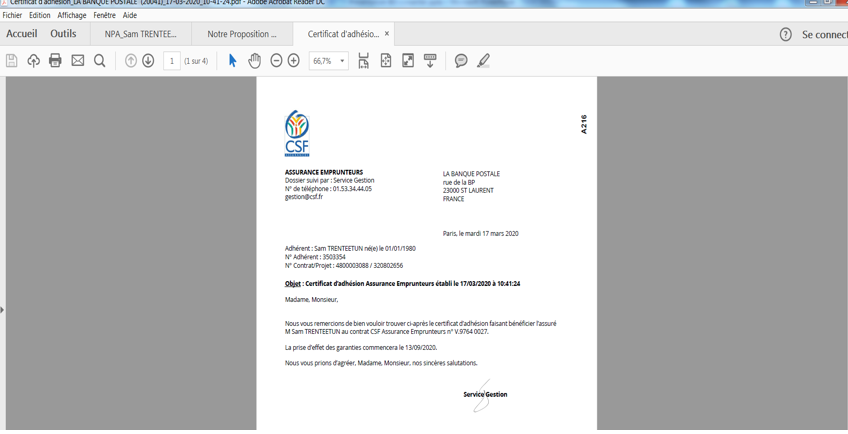 Certificat d'adhésion_LA BANQUE POSTALE (20041)_17-03-2020_10-41-24.pdf - Adobe Acrobat Reader DC
Fichier Edition Affichage Fenêtre Aide
Accueil Outils NPA_Sam TRENTEE... Notre Proposition ... Certificat d'adhésio... × ? Se connect
1 (1 sur 4) 66,7%
A216
CSF
ASSURANCE EMPRUNTEURS
Dossier suivi par : Service Gestion
N° de téléphone : 01.53.34.44.05
gestion@csf.fr
LA BANQUE POSTALE
rue de la BP
23000 ST LAURENT
FRANCE
Paris, le mardi 17 mars 2020
Adhérent : Sam TRENTEETUN né(e) le 01/01/1980
N° Adhérent : 3503354
N° Contrat/Projet : 4800003088 / 320802656
Objet : Certificat d'adhésion Assurance Emprunteurs établi le 17/03/2020 à 10:41:24
Madame, Monsieur,
Nous vous remercions de bien vouloir trouver ci-après le certificat d'adhésion faisant bénéficier l'assuré
M Sam TRENTEETUN au contrat CSF Assurance Emprunteurs n° V.9764 0027.
La prise d'effet des garanties commencera le 13/09/2020.
Nous vous prions d'agréer, Madame, Monsieur, nos sincères salutations.
Service Gestion